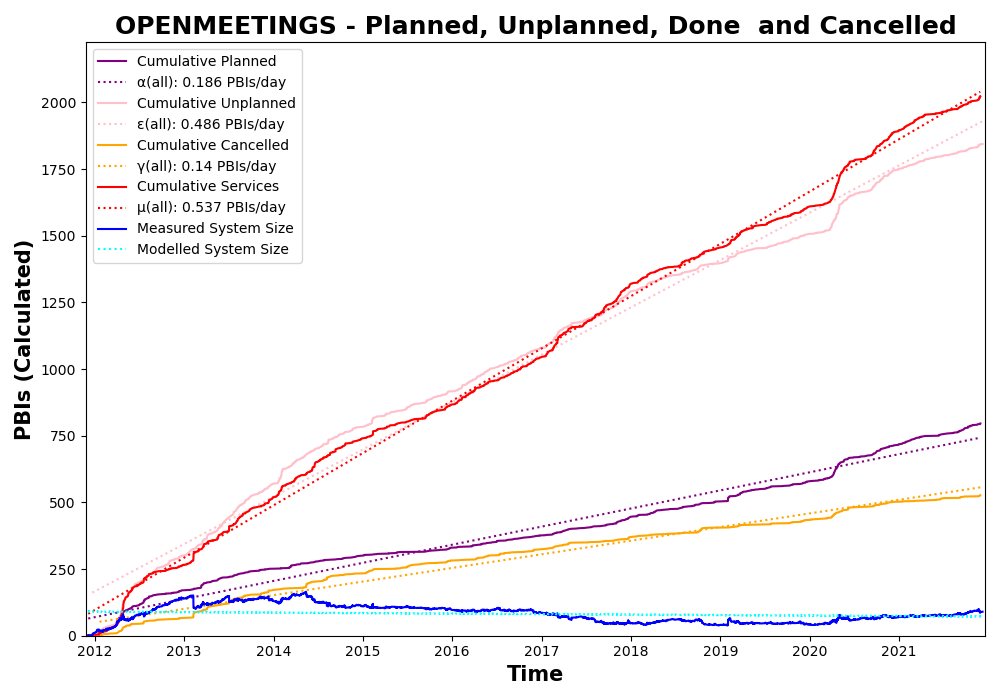 OPENMEETINGS - Planned, Unplanned, Done  and Cancelled
Cumulative Planned
α(all): 0.186 PBIs/day
Cumulative Unplanned
ε(all): 0.486 PBIs/day
Cumulative Cancelled
γ(all): 0.14 PBIs/day
Cumulative Services
μ(all): 0.537 PBIs/day
Measured System Size
Modelled System Size
PBIs (Calculated)
2000
1750
1500
1250
1000
750
500
250
0
2012 2013 2014 2015 2016 2017 2018 2019 2020 2021
Time